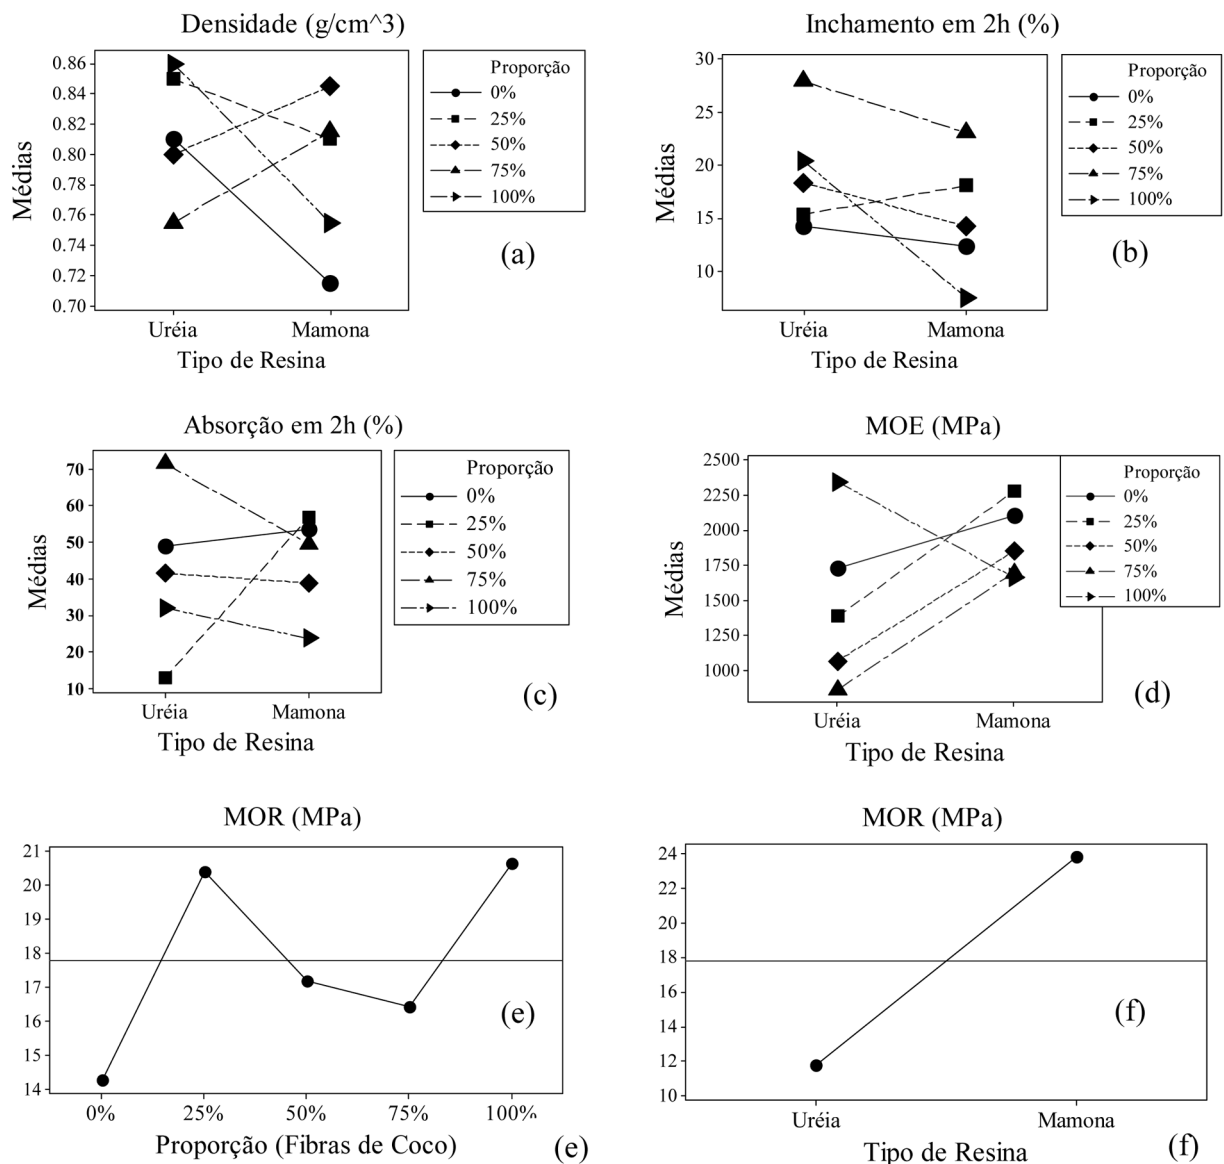 Densidade (g/cm^3)
Médias
0.86
0.84
0.82
0.80
0.78
0.76
0.74
0.72
0.70
Uréia
Mamona
Tipo de Resina
Proporção
0%
25%
50%
75%
100%
(a)
Inchamento em 2h (%)
Médias
30
25
20
15
10
Uréia
Mamona
Tipo de Resina
Proporção
0%
25%
50%
75%
100%
(b)
Absorção em 2h (%)
Médias
70
60
50
40
30
20
10
Uréia
Mamona
Tipo de Resina
Proporção
0%
25%
50%
75%
100%
(c)
MOE (MPa)
Médias
2500
2250
2000
1750
1500
1250
1000
Uréia
Mamona
Tipo de Resina
Proporção
0%
25%
50%
75%
100%
(d)
MOR (MPa)
21
20
19
18
17
16
15
14
0%
25%
50%
75%
100%
Proporção (Fibras de Coco)
(e)
(e)
MOR (MPa)
24
22
20
18
16
14
12
10
Uréia
Mamona
Tipo de Resina
(f)
(f)